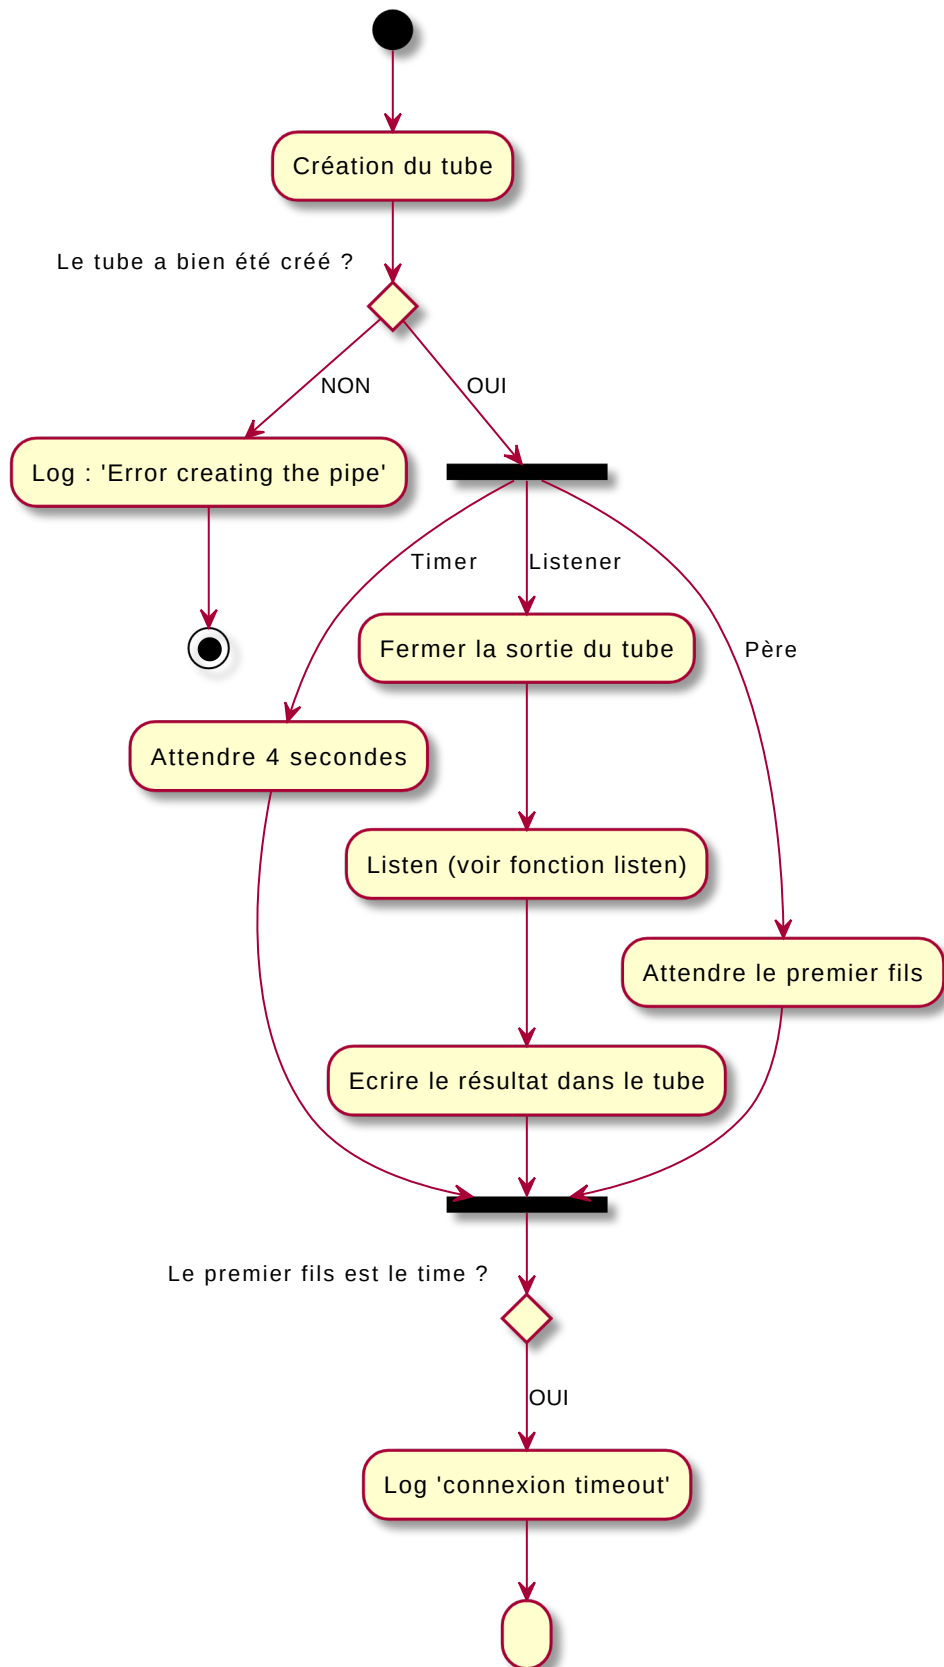 Création du tube
Le tube a bien été créé ?
NON
OUI
Log : 'Error creating the pipe'
Timer
Listener
Fermer la sortie du tube
Père
Attendre 4 secondes
Listen (voir fonction listen)
Attendre le premier fils
Ecrire le résultat dans le tube
Le premier fils est le time ?
OUI
Log 'connexion timeout'